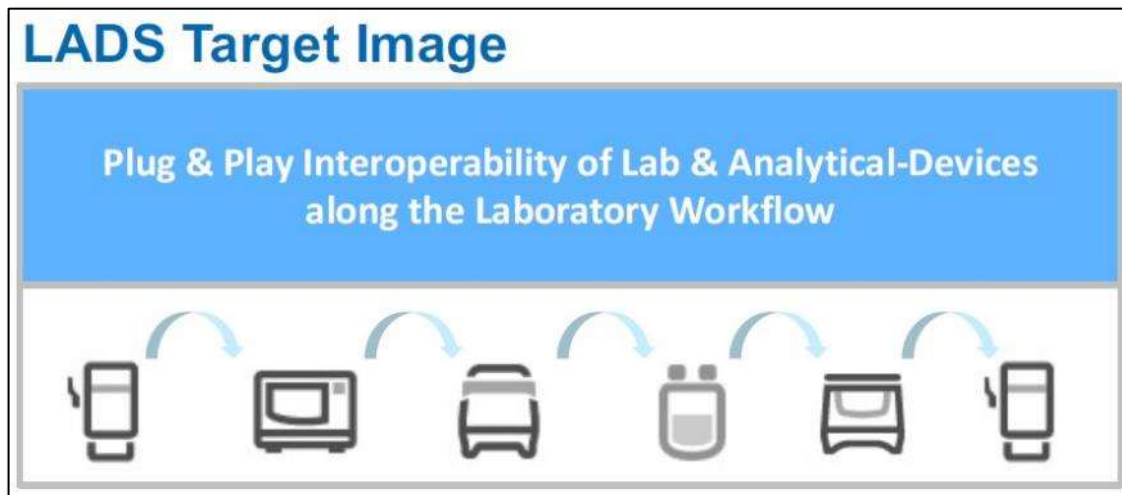 LADS Target Image
Plug & Play Interoperability of Lab & Analytical-Devices
along the Laboratory Workflow